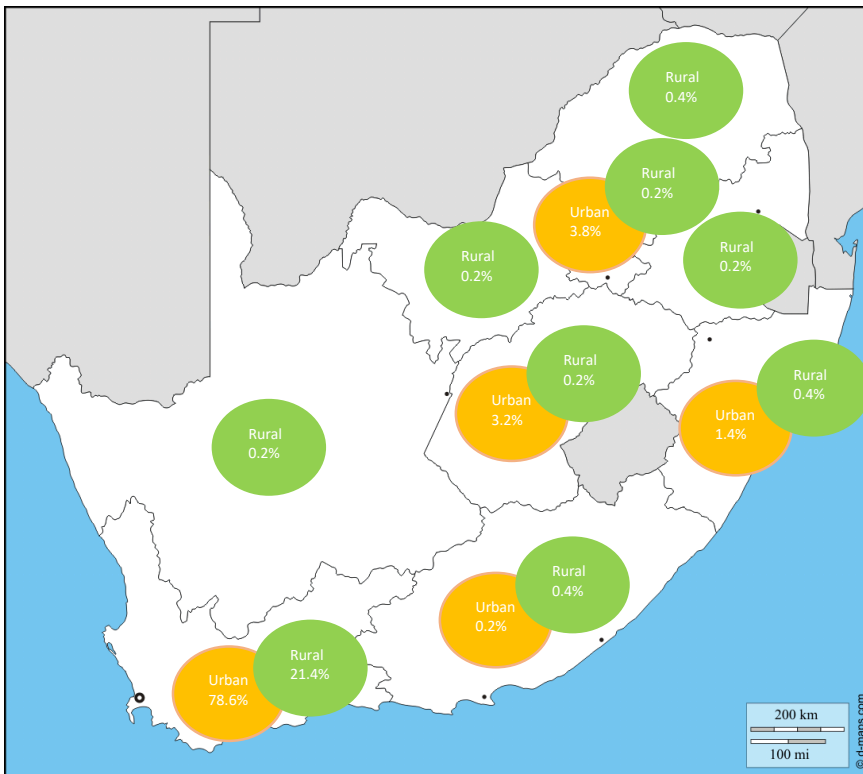 Rural
0.4%
Rural
0.2%
Urban
3.8%
Rural
0.2%
Rural
0.2%
Rural
0.2%
Urban
3.2%
Rural
0.4%
Urban
1.4%
Rural
0.2%
Rural
0.4%
Urban
0.2%
Rural
21.4%
Urban
78.6%
200 km
100 mi
© d-maps.com